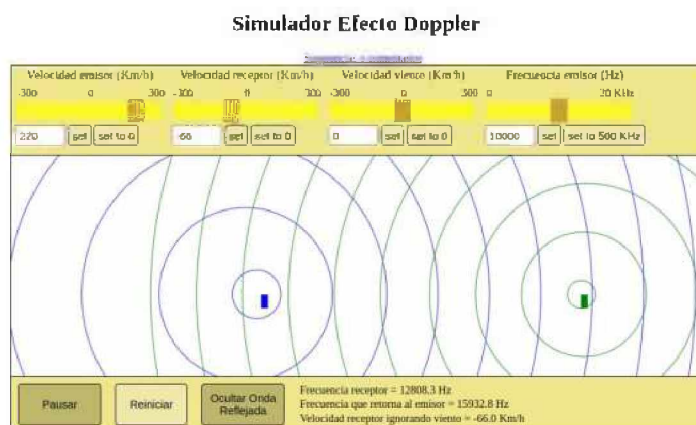 Simulador Efecto Doppler
Velocidad emisor (Km/h) Velocidad receptor (Km/h) Velocidad viento (Km/h) Frecuencia emisor (Hz)
-300 0 300 -300 0 300 -300 0 300 0 20 KHz
220 set set to 0 -66 set set to 0 0 set set to 0 10000 set set to 500 KHz
Pausar
Reiniciar
Ocultar Onda
Reflejada
Frecuencia receptor = 12808.3 Hz
Frecuencia que retorna al emisor = 15932.8 Hz
Velocidad receptor ignorando viento = -66.0 Km/h